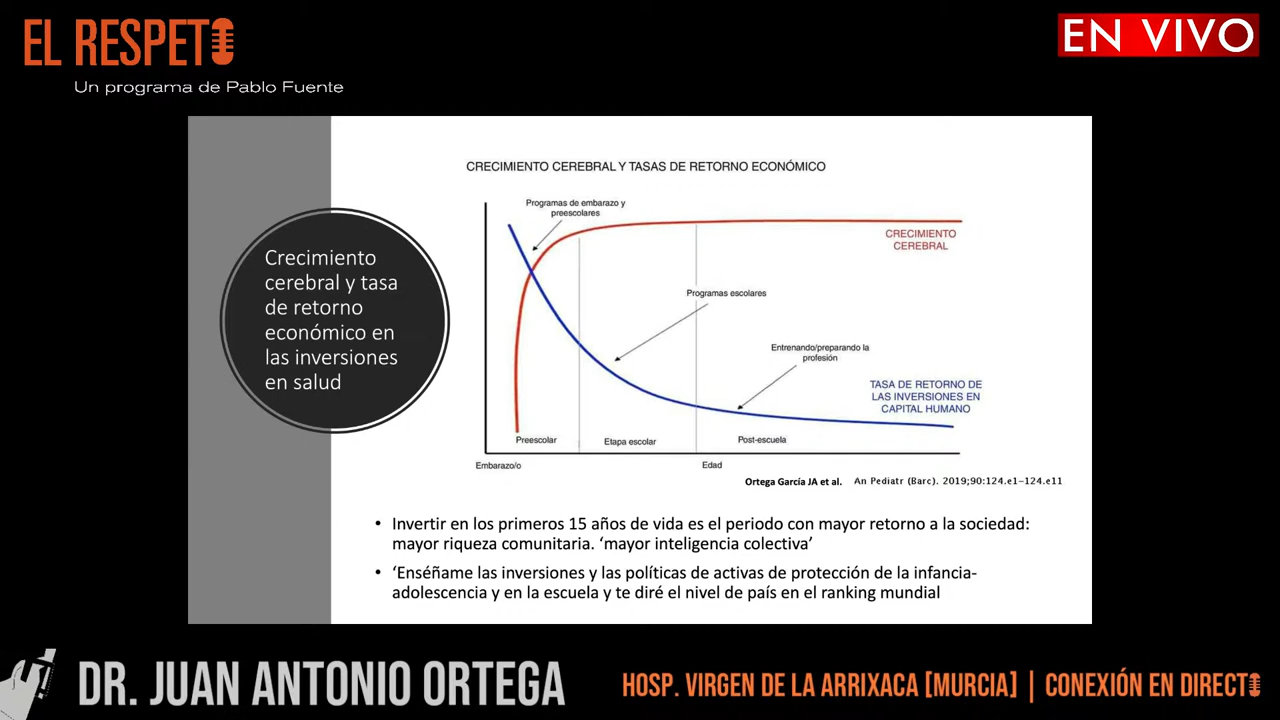 EL RESPETO
EN VIVO
Un programa de Pablo Fuente
Crecimiento
cerebral y tasa
de retorno
económico en
las inversiones
en salud
CRECIMIENTO CEREBRAL Y TASAS DE RETORNO ECONÓMICO
Programas de embarazo y
preescolares
CRECIMIENTO
CEREBRAL
Programas escolares
Entrenando/preparando la
profesión
TASA DE RETORNO DE
LAS INVERSIONES EN
CAPITAL HUMANO
Preescolar
Etapa escolar
Post-escuela
Embarazo/o
Edad
Ortega García JA et al. An Pediatr (Barc). 2019;90:124.e1-124.e11
• Invertir en los primeros 15 años de vida es el periodo con mayor retorno a la sociedad:
mayor riqueza comunitaria. ‘mayor inteligencia colectiva’
• ‘Enséñame las inversiones y las políticas de activas de protección de la infancia-
adolescencia y en la escuela y te diré el nivel de país en el ranking mundial
DR. JUAN ANTONIO ORTEGA
HOSP. VIRGEN DE LA ARRIXACA [MURCIA] | CONEXIÓN EN DIRECTO